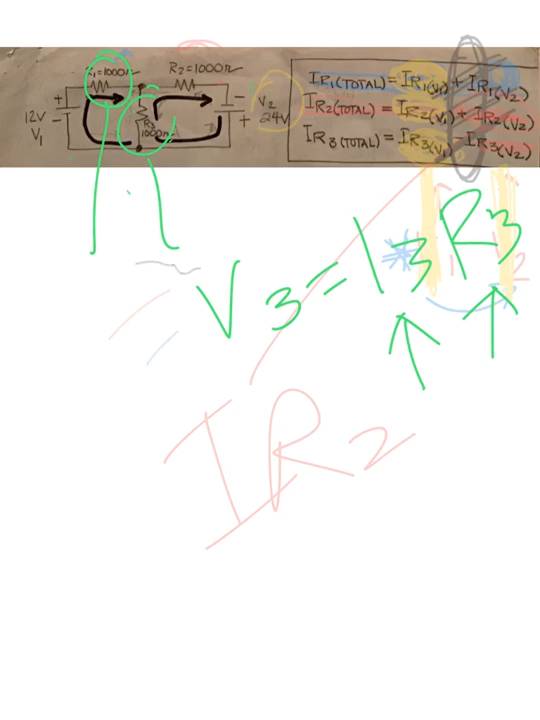 R₁=1000Ω R₂=1000Ω
R₃ 1000Ω
12V
V₁
V₂
24V
IR₁(TOTAL) = IR₁(V₁) + IR₁(V₂)
IR₂(TOTAL) = IR₂(V₁) + IR₂(V₂)
IR₃(TOTAL) = IR₃(V₁) - IR₃(V₂)
V3=I3R3
IR2